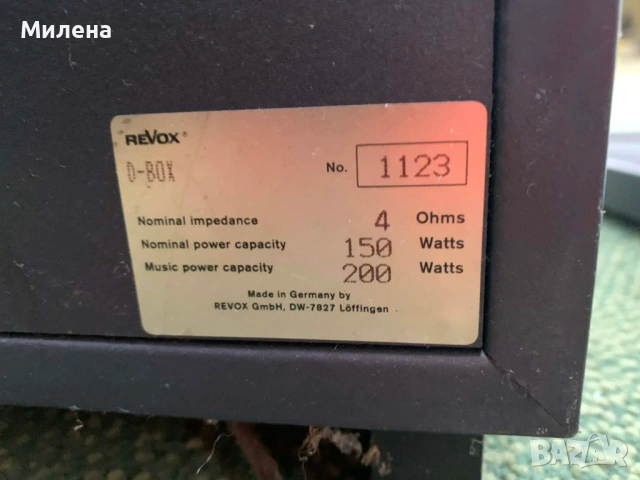 Милена
REVOX®
D-BOX
No. 1123
Nominal impedance 4 Ohms
Nominal power capacity 150 Watts
Music power capacity 200 Watts
Made in Germany by
REVOX GmbH, DW-7827 Löffingen
BAZAR